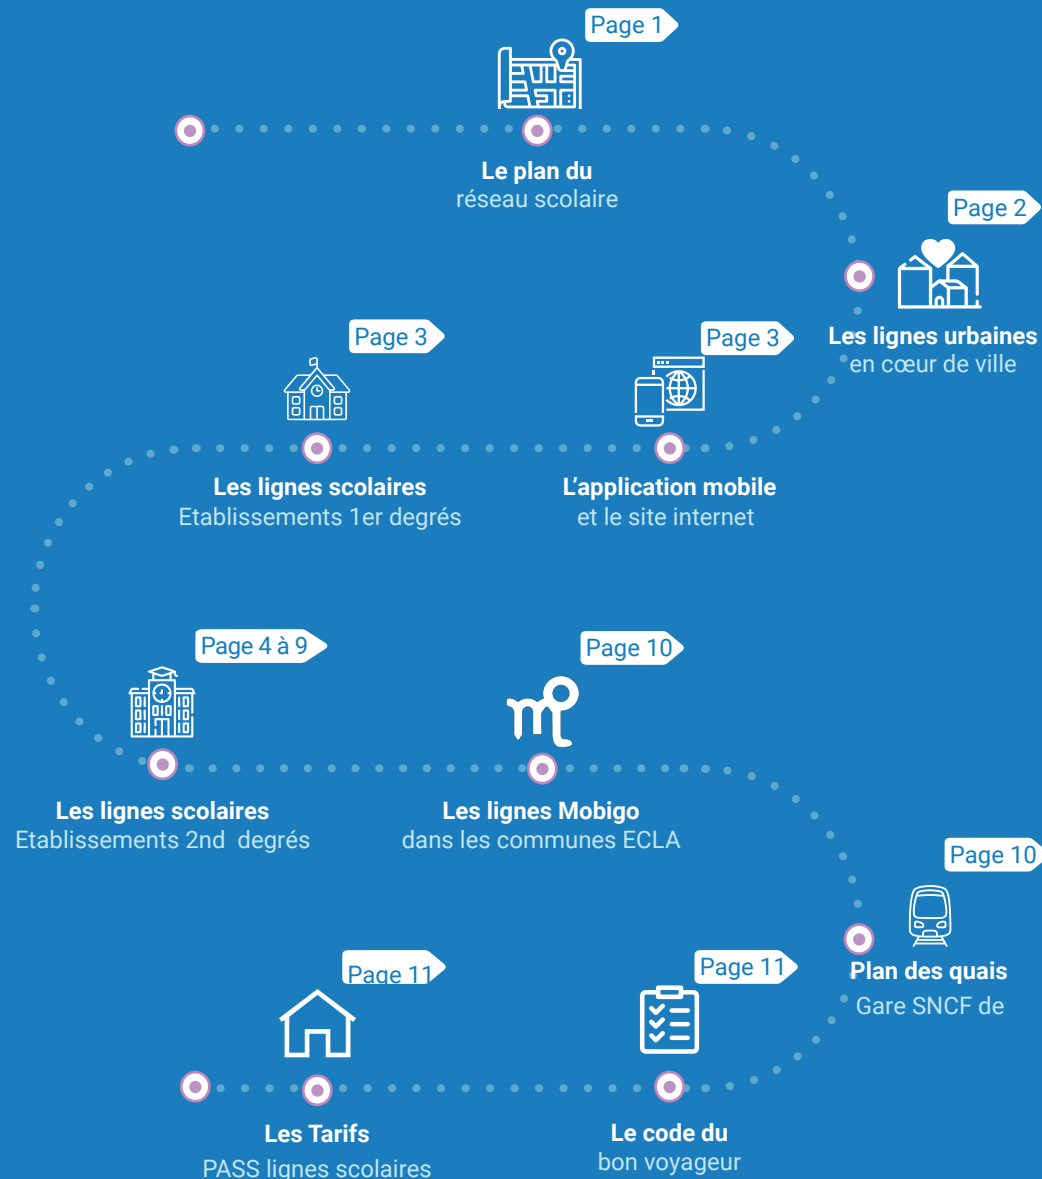 Page 1
Le plan du
réseau scolaire
Page 2
Les lignes urbaines
en cœur de ville
Page 3
L'application mobile
et le site internet
Page 3
Les lignes scolaires
Etablissements 1er degrés
Page 4 à 9
Les lignes scolaires
Etablissements 2nd degrés
Page 10
Les lignes Mobigo
dans les communes ECLA
Page 10
Plan des quais
Gare SNCF de
Page 11
Le code du
bon voyageur
Page 11
Les Tarifs
PASS lignes scolaires